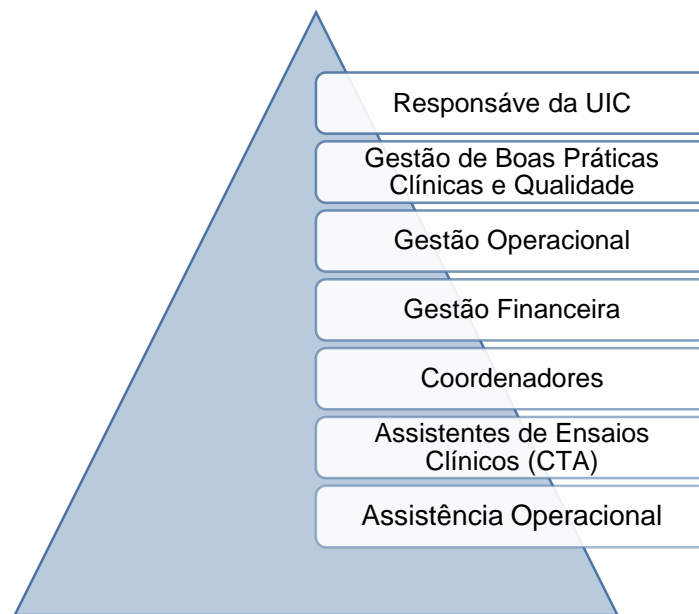 Responsáve da UIC
Gestão de Boas Práticas
Clínicas e Qualidade
Gestão Operacional
Gestão Financeira
Coordenadores
Assistentes de Ensaios
Clínicos (CTA)
Assistência Operacional